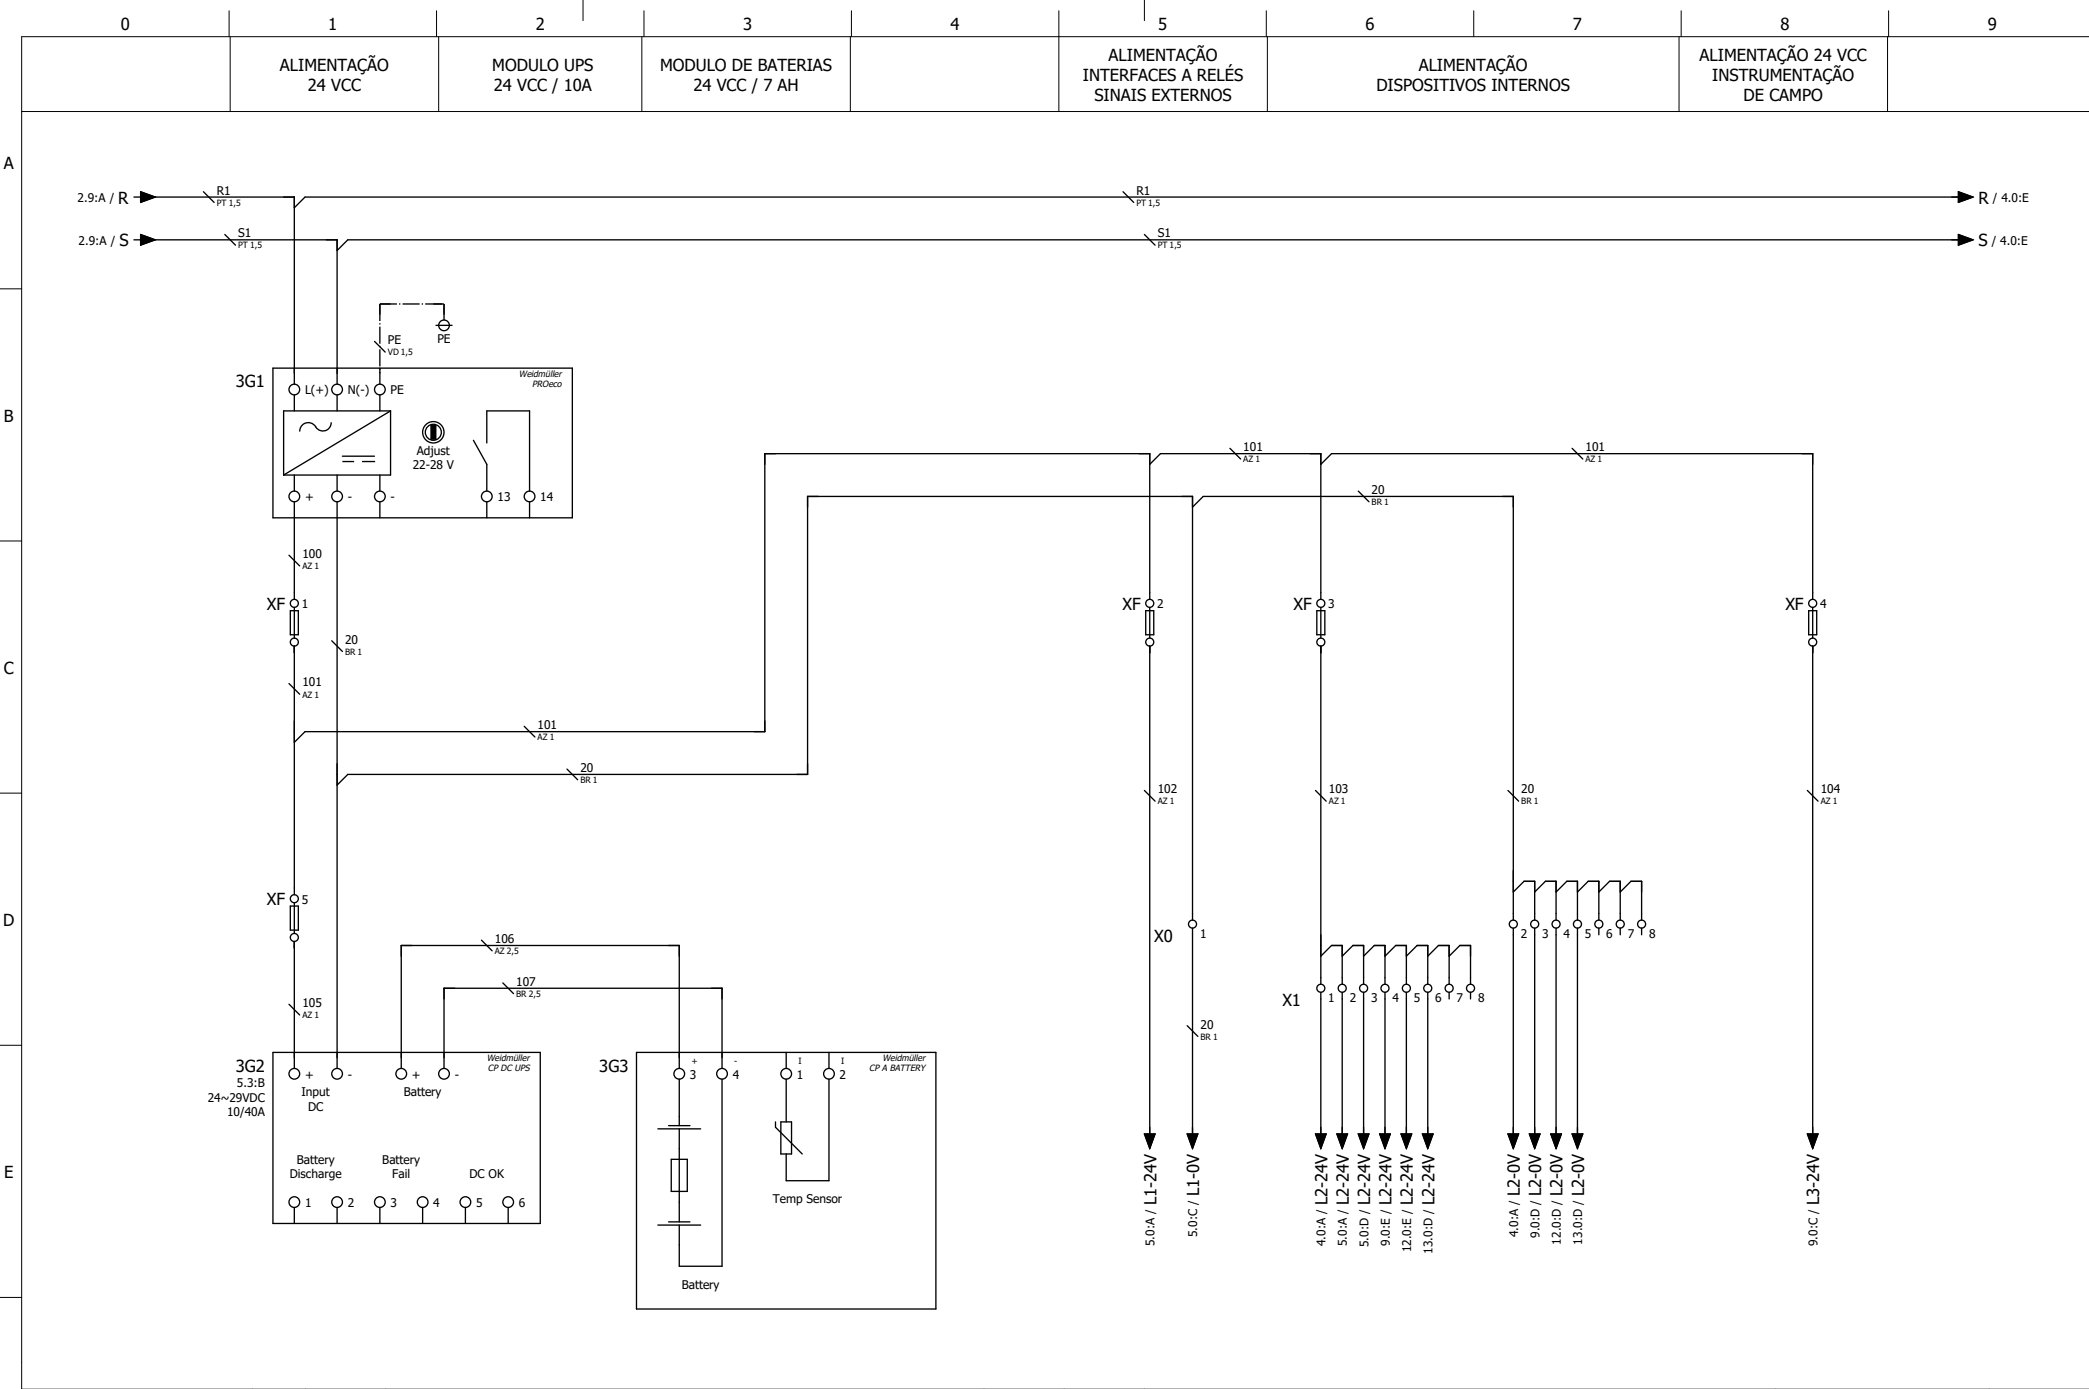 0 1 2 3 4 5 6 7 8 9
ALIMENTAÇÃO
24 VCC
MODULO UPS
24 VCC / 10A
MODULO DE BATERIAS
24 VCC / 7 AH
ALIMENTAÇÃO
INTERFACES A RELÉS
SINAIS EXTERNOS
ALIMENTAÇÃO
DISPOSITIVOS INTERNOS
ALIMENTAÇÃO 24 VCC
INSTRUMENTAÇÃO
DE CAMPO
A
2.9:A / R
R1
PT 1,5
R1
PT 1,5
R / 4.0:E
2.9:A / S
S1
PT 1,5
S1
PT 1,5
S / 4.0:E
PE
VD 1,5
PE
B
3G1
Weidmüller
PROeco
L(+) N(-) PE
Adjust
22-28 V
+ - - 13 14
101
AZ 1
101
AZ 1
20
BR 1
C
100
AZ 1
XF 1
20
BR 1
101
AZ 1
XF 2
XF 3
XF 4
101
AZ 1
20
BR 1
102
AZ 1
103
AZ 1
20
BR 1
104
AZ 1
D
XF 5
106
AZ 2,5
107
BR 2,5
105
AZ 1
X0 1
2 3 4 5 6 7 8
X1 1 2 3 4 5 6 7 8
20
BR 1
E
3G2
5.3:B
24~29VDC
10/40A
Weidmüller
CP DC UPS
+ - + -
Input
DC
Battery
Battery
Discharge
Battery
Fail
DC OK
1 2 3 4 5 6
3G3
Weidmüller
CP A BATTERY
+ - I I
3 4 1 2
Temp Sensor
Battery
5.0:A / L1-24V
5.0:C / L1-0V
4.0:A / L2-24V
5.0:A / L2-24V
5.0:D / L2-24V
9.0:E / L2-24V
12.0:E / L2-24V
13.0:D / L2-24V
4.0:A / L2-0V
9.0:D / L2-0V
12.0:D / L2-0V
13.0:D / L2-0V
9.0:C / L3-24V